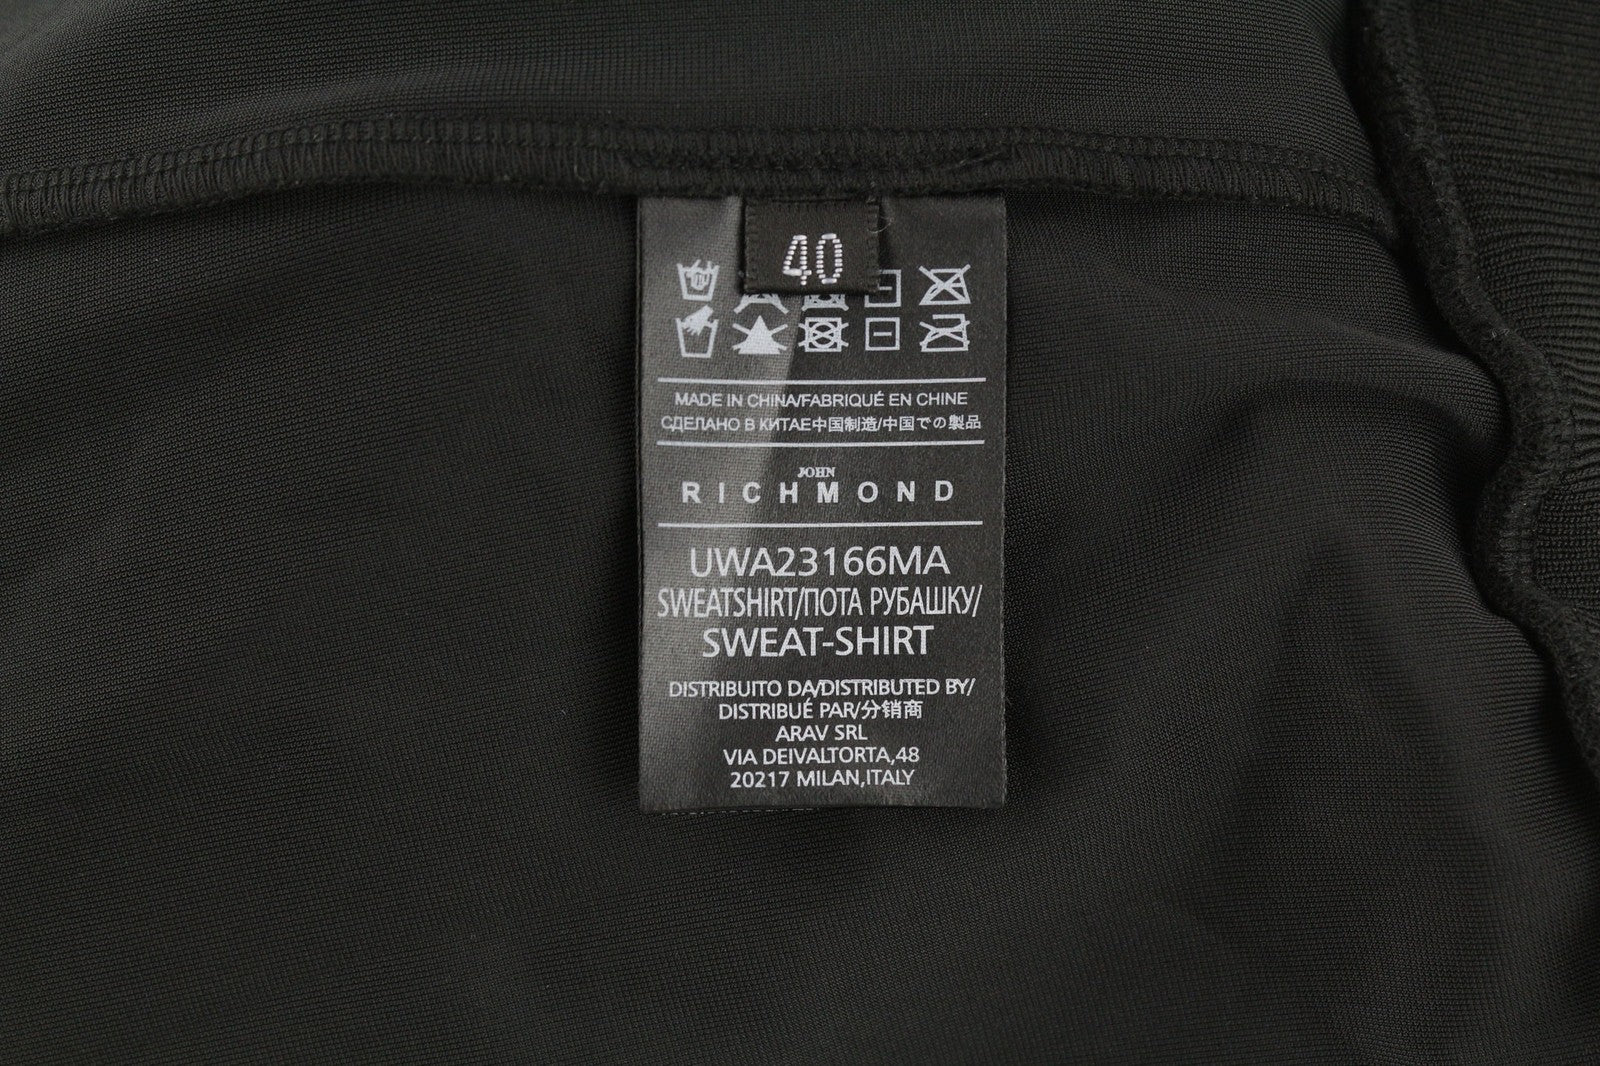 40
MADE IN CHINA/FABRIQUÉ EN CHINE
СДЕЛАНО В КИТАЕ中国制造/中国での製品
JOHN
RICHMOND
UWA23166MA
SWEATSHIRT/ПОТА РУБАШКУ/
SWEAT-SHIRT
DISTRIBUITO DA/DISTRIBUTED BY/
DISTRIBUÉ PAR/分销商
ARAV SRL
VIA DEIVALTORTA,48
20217 MILAN,ITALY